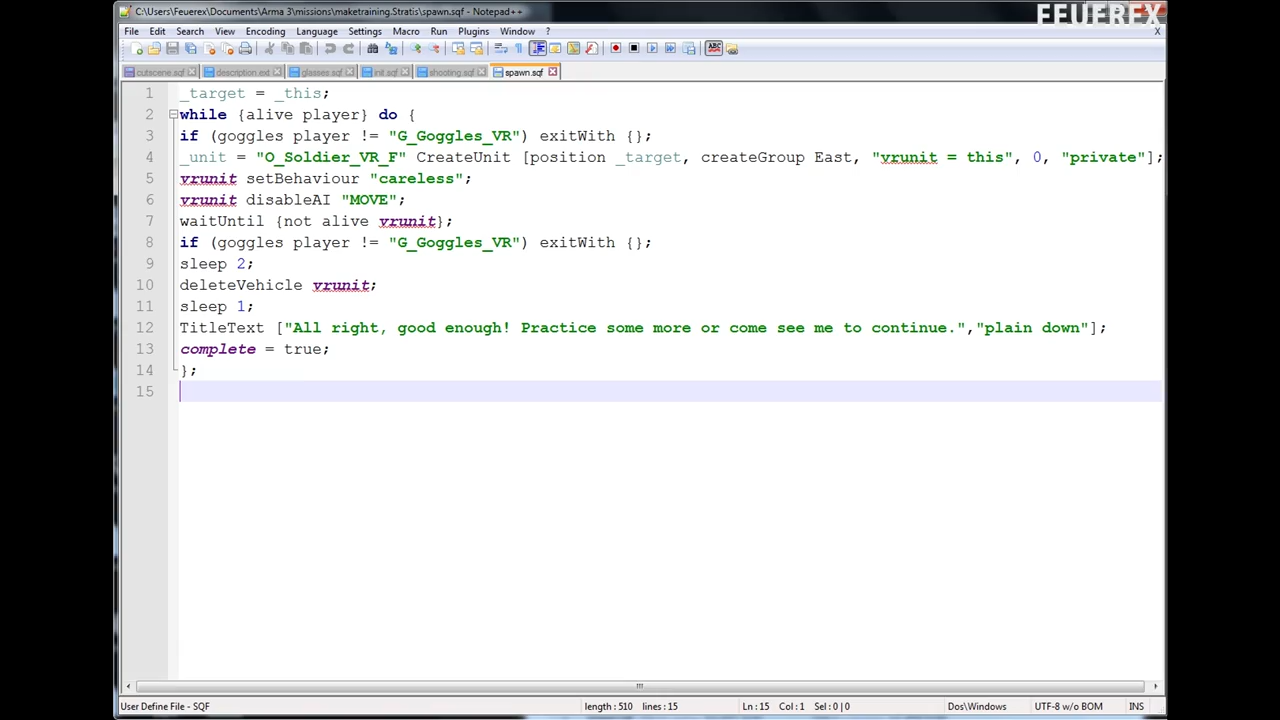 C:\Users\Feuerex\Documents\Arma 3\missions\maketraining.Stratis\spawn.sqf - Notepad++
FEUEREX
File Edit Search View Encoding Language Settings Macro Run Plugins Window ? X
cutscene.sqf description.ext glasses.sqf init.sqf shooting.sqf spawn.sqf
1 _target = _this;
2 while {alive player} do {
3 if (goggles player != "G_Goggles_VR") exitWith {};
4 _unit = "O_Soldier_VR_F" CreateUnit [position _target, createGroup East, "vrunit = this", 0, "private"];
5 vrunit setBehaviour "careless";
6 vrunit disableAI "MOVE";
7 waitUntil {not alive vrunit};
8 if (goggles player != "G_Goggles_VR") exitWith {};
9 sleep 2;
10 deleteVehicle vrunit;
11 sleep 1;
12 TitleText ["All right, good enough! Practice some more or come see me to continue.","plain down"];
13 complete = true;
14 };
15
User Define File - SQF length : 510 lines : 15 Ln : 15 Col : 1 Sel : 0 | 0 Dos\Windows UTF-8 w/o BOM INS